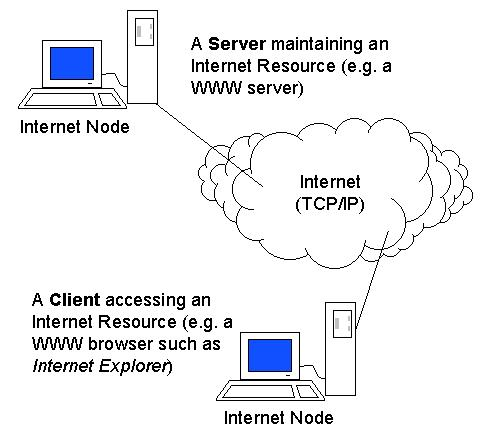 A Server maintaining an
Internet Resource (e.g. a
WWW server)
Internet Node
Internet
(TCP/IP)
A Client accessing an
Internet Resource (e.g. a
WWW browser such as
Internet Explorer)
Internet Node